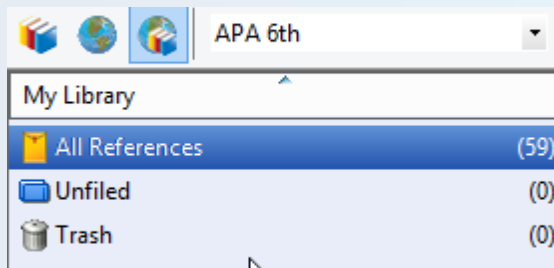 APA 6th
My Library
All References (59)
Unfiled (0)
Trash (0)